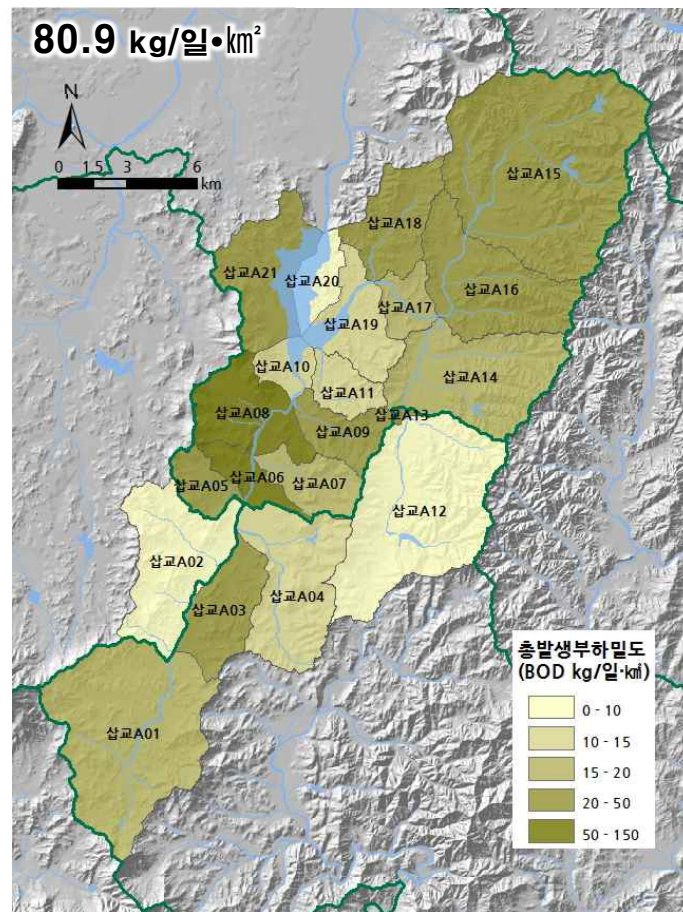 80.9 kg/일•㎢
N
0 1.5 3 6
km
삽교A15
삽교A18
삽교A21
삽교A20
삽교A16
삽교A17
삽교A19
삽교A10
삽교A14
삽교A11
삽교A08
삽교A13
삽교A09
삽교A06
삽교A05
삽교A07
삽교A12
삽교A02
삽교A04
삽교A03
삽교A01
총발생부하밀도
(BOD kg/일·㎢)
0 - 10
10 - 15
15 - 20
20 - 50
50 - 150